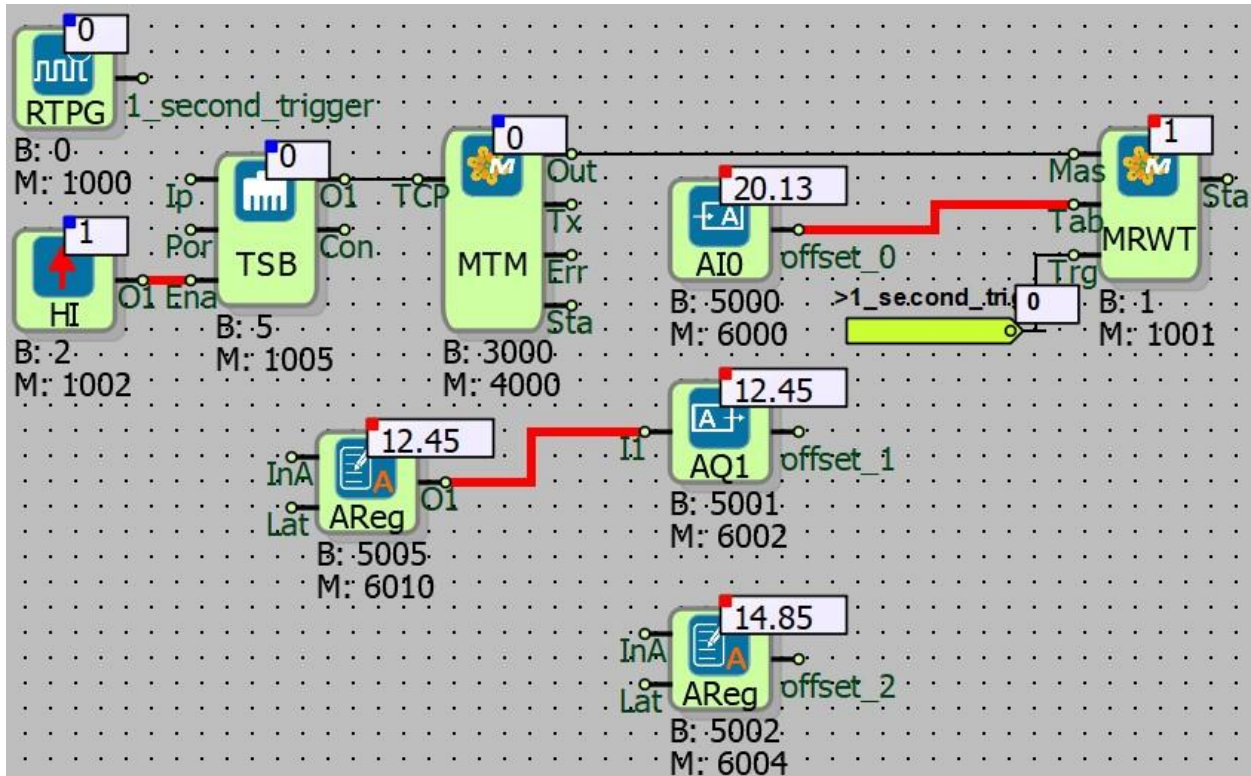 0
RTPG
1_second_trigger
B: 0
M: 1000
1
HI
O1
B: 2
M: 1002
0
Ip
Por
Ena
TSB
O1
Con
B: 5
M: 1005
0
TCP
MTM
Out
Tx
Err
Sta
B: 3000
M: 4000
20.13
A
AI0
offset_0
B: 5000
M: 6000
>1_second_tri
0
1
Mas
Tab
Trg
MRWT
Sta
B: 1
M: 1001
12.45
InA
Lat
A
AReg
O1
B: 5005
M: 6010
12.45
I1
A
AQ1
offset_1
B: 5001
M: 6002
14.85
InA
Lat
A
AReg
offset_2
B: 5002
M: 6004